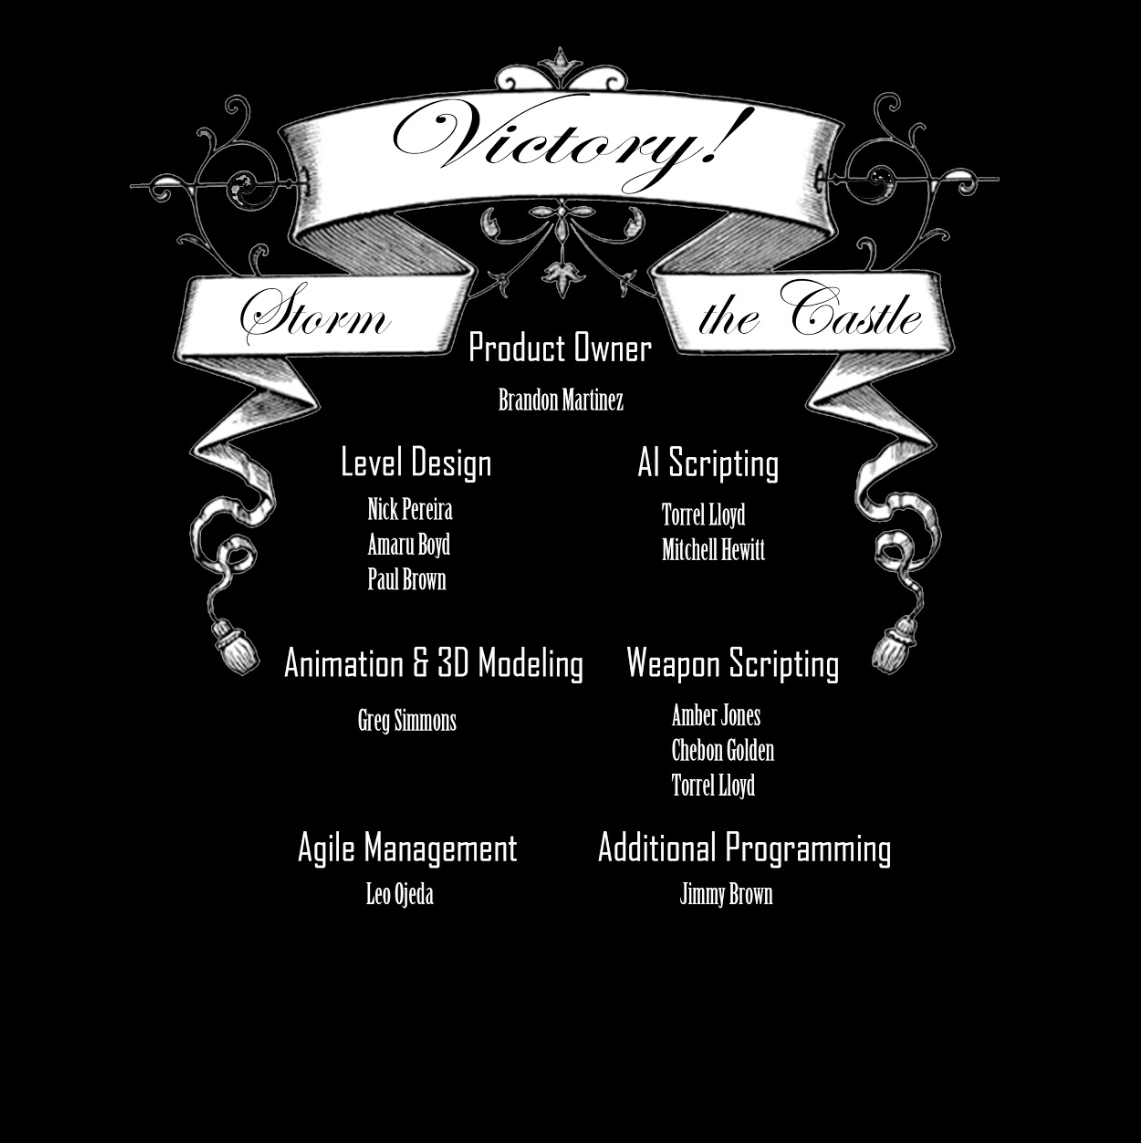 Victory!
Storm the Castle
Product Owner
Brandon Martinez
Level Design
Nick Pereira
Amaru Boyd
Paul Brown
AI Scripting
Torrel Lloyd
Mitchell Hewitt
Animation & 3D Modeling
Greg Simmons
Weapon Scripting
Amber Jones
Chebon Golden
Torrel Lloyd
Agile Management
Leo Ojeda
Additional Programming
Jimmy Brown